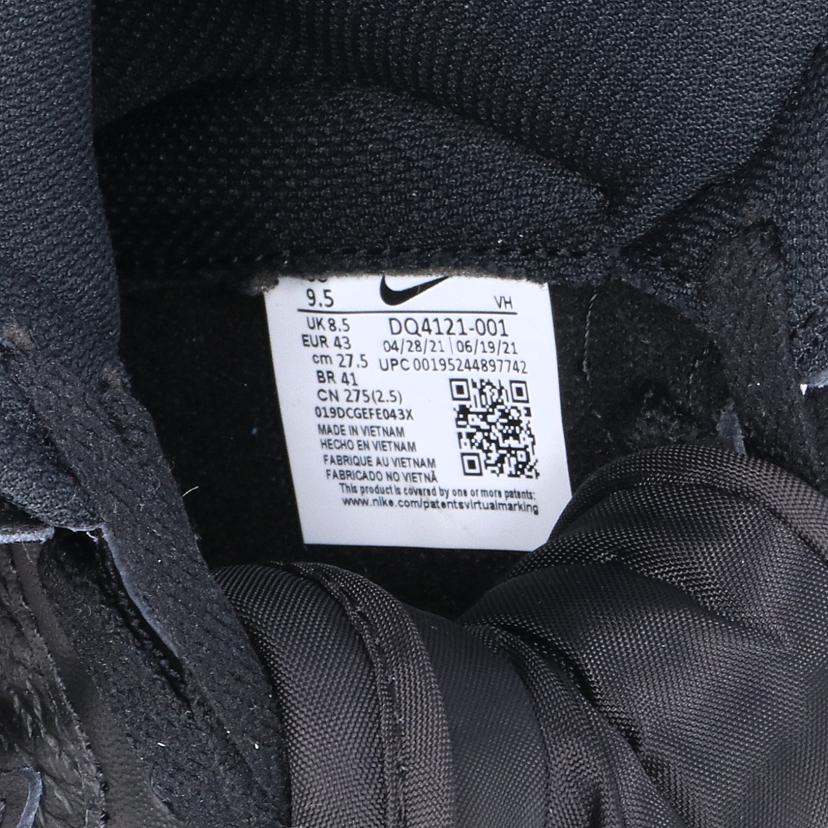 9.5
VH
UK 8.5
DQ4121-001
EUR 43
04/28/21 | 06/19/21
cm 27.5
UPC 00195244897742
BR 41
CN 275(2.5)
019DCGEFE043X
MADE IN VIETNAM
HECHO EN VIETNAM
FABRIQUE AU VIETNAM
FABRICADO NO VIETNÃ
This product is covered by one or more patents:
www.nike.com/patentsvirtualmarking